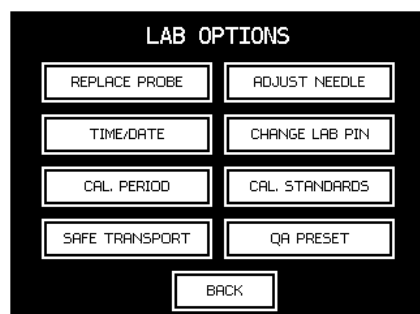 LAB OPTIONS
REPLACE PROBE
ADJUST NEEDLE
TIME/DATE
CHANGE LAB PIN
CAL. PERIOD
CAL. STANDARDS
SAFE TRANSPORT
QA PRESET
BACK